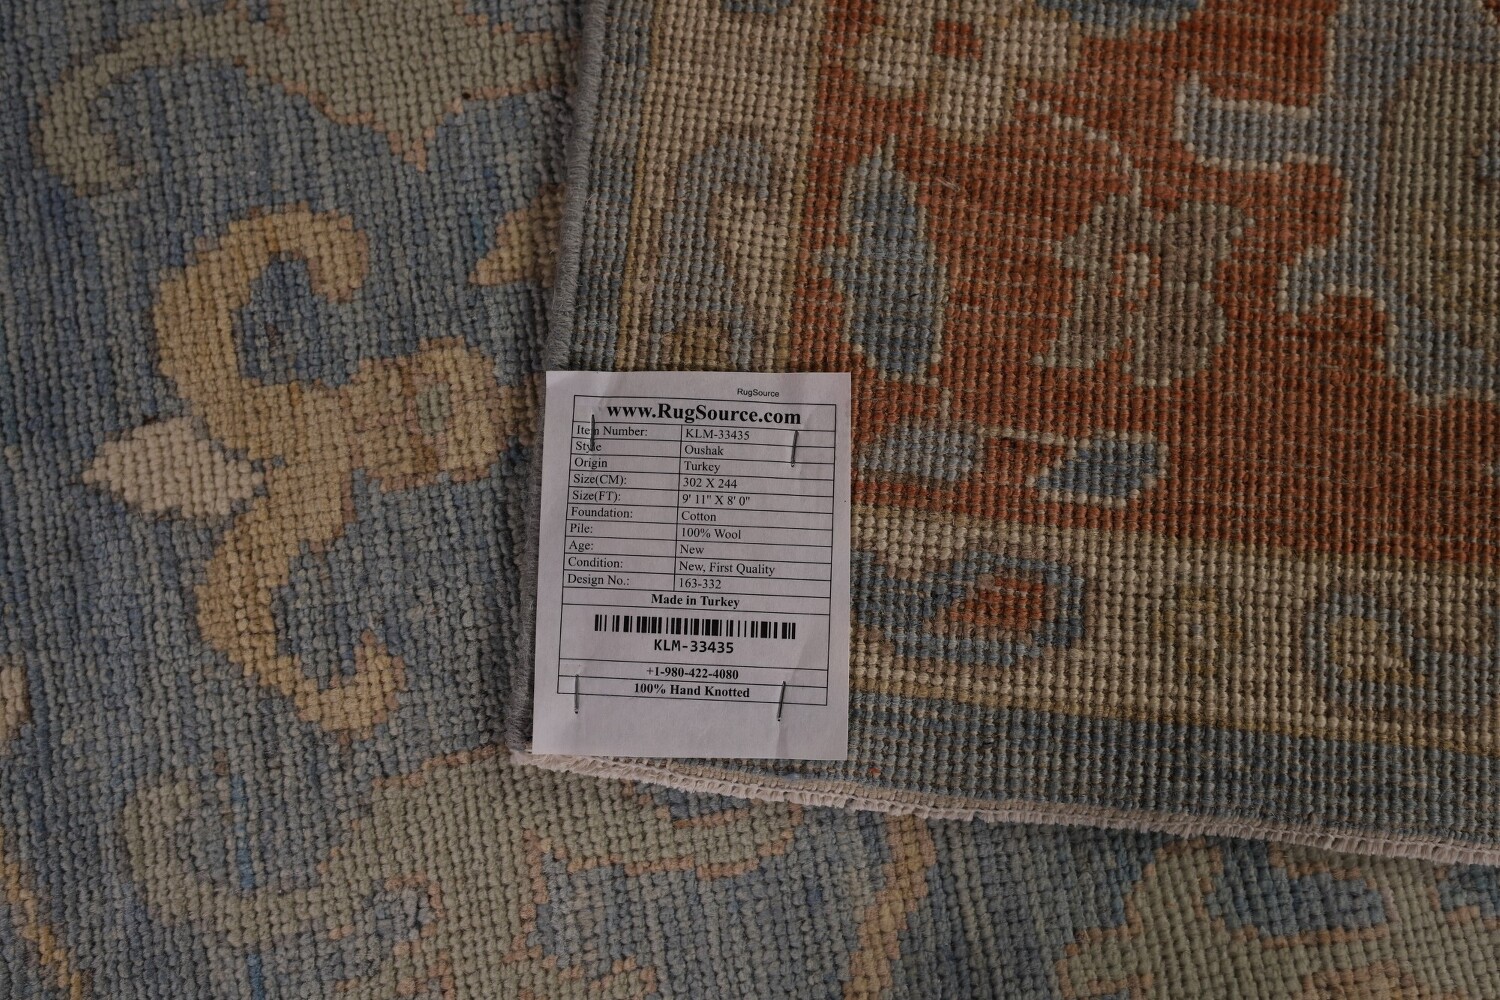 RugSource
www.RugSource.com
Item Number: KLM-33435
Style Oushak
Origin Turkey
Size(CM): 302 X 244
Size(FT): 9' 11" X 8' 0"
Foundation: Cotton
Pile: 100% Wool
Age: New
Condition: New, First Quality
Design No.: 163-332
Made in Turkey
KLM-33435
+1-980-422-4080
100% Hand Knotted